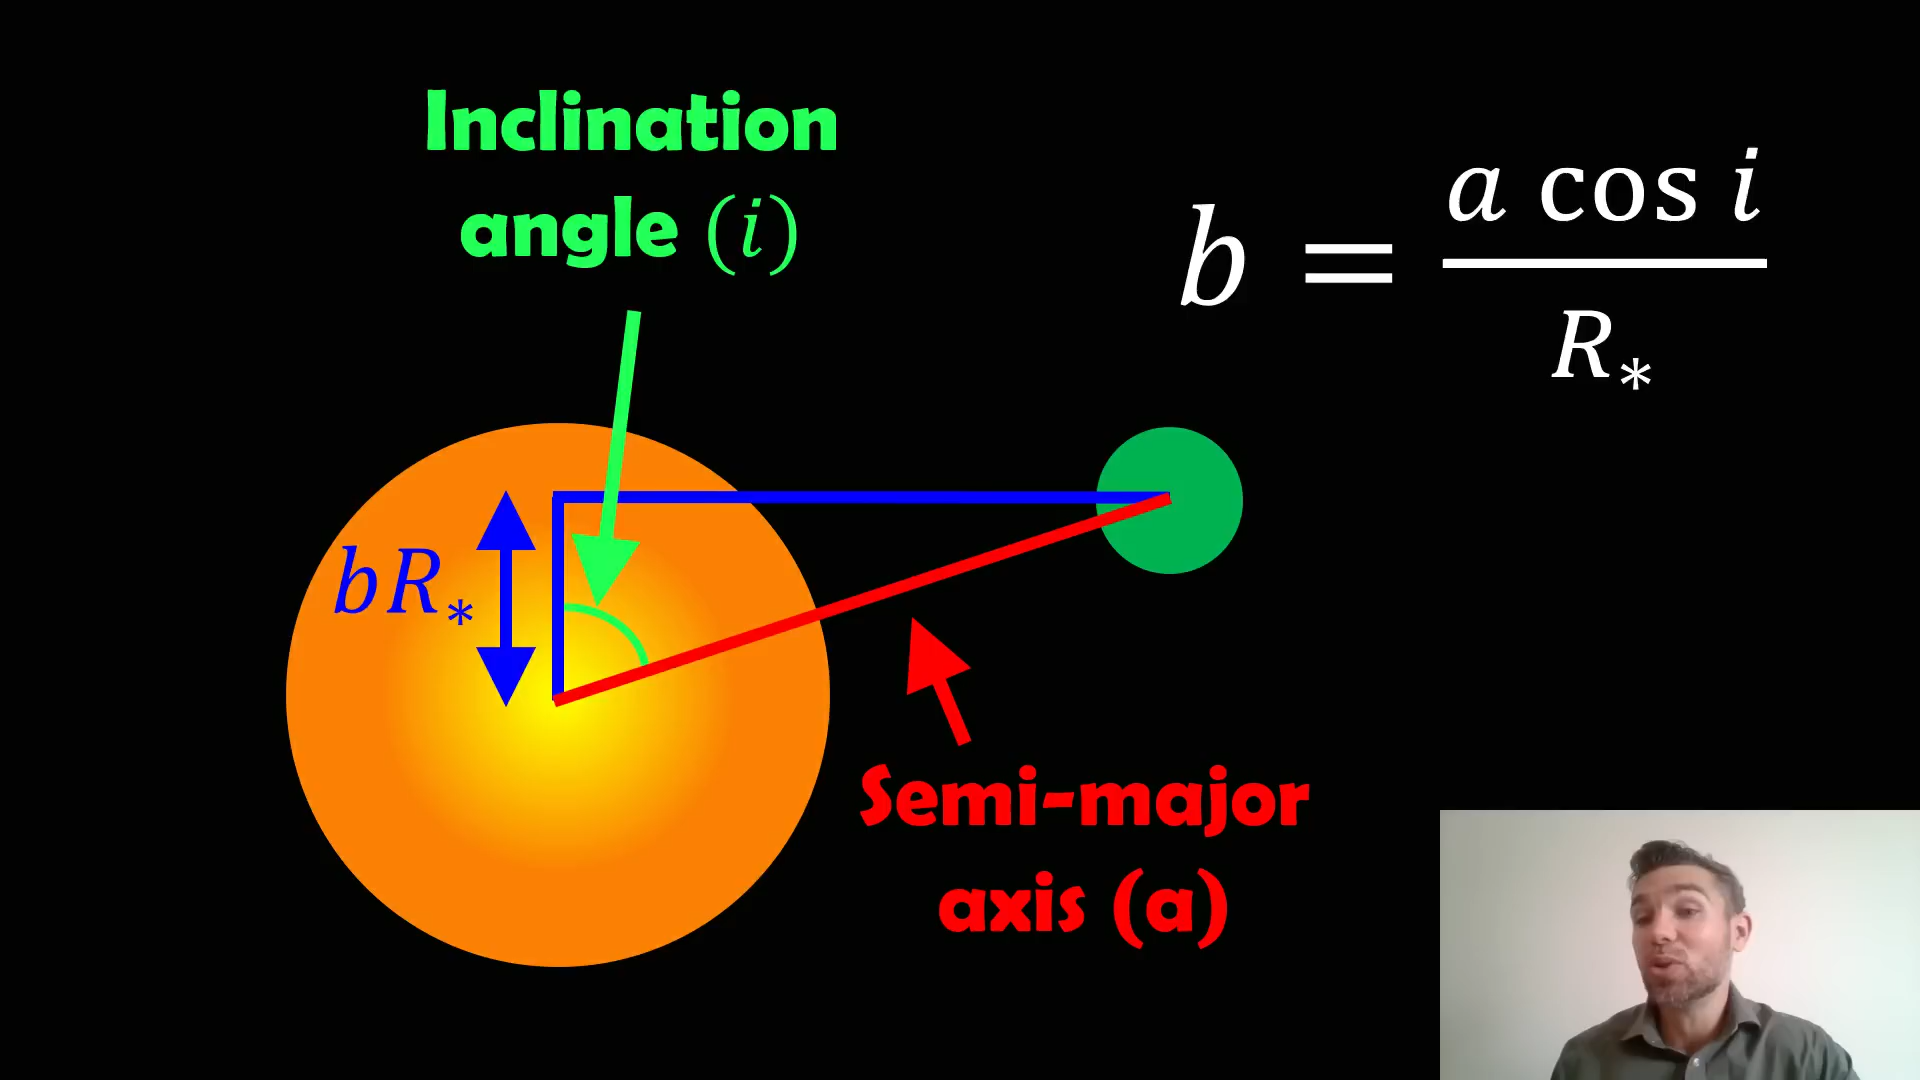 Inclination
angle (i)
b = a cos i / R*
bR*
Semi-major
axis (a)